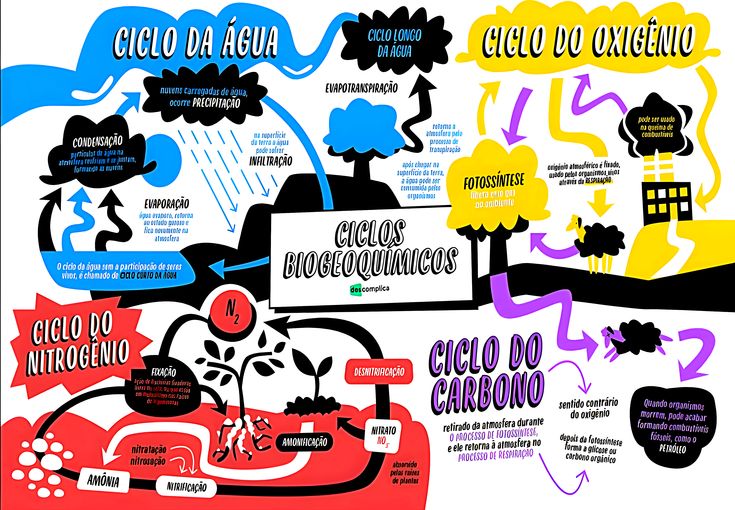 CICLO DA ÁGUA
CICLO LONGO
DA ÁGUA
CICLO DO OXIGÊNIO
nuvens carregadas de água,
ocorre PRECIPITAÇÃO
EVAPOTRANSPIRAÇÃO
CONDENSAÇÃO
partículas de água na
atmosfera resfriam e se juntam,
formando as nuvens
na superfície
da terra a água
pode sofrer
INFILTRAÇÃO
retorna a
atmosfera pelo
processo de
transpiração
após chegar na
superfície da terra,
a água pode ser
consumida pelos
organismos
EVAPORAÇÃO
água evapora, retorna
ao estado gasoso e
fica novamente na
atmosfera
O ciclo da água sem a participação de seres
vivos, é chamado de CICLO CURTO DA ÁGUA
FOTOSSÍNTESE
libera
ambiente
oxigênio atmosférico é fixado,
usado pelos organismos vivos
através da RESPIRAÇÃO
pode ser usado
na queima de
combustível
CICLOS
BIOGEOQUÍMICOS
descomplica
CICLO DO
NITROGÊNIO
N2
FIXAÇÃO
DESNITRIFICAÇÃO
AMONIFICAÇÃO
NITRATO
NO3
absorvido
pelas raízes
de plantas
nitratação
nitrosação
AMÔNIA
NITRIFICAÇÃO
CICLO DO
CARBONO
retirado da atmosfera durante
O PROCESSO DE FOTOSSÍNTESE,
e ele retorna à atmosfera no
PROCESSO DE RESPIRAÇÃO
sentido contrário
do oxigênio
depois da fotossíntese
forma a glicose ou
carbono orgânico
Quando organismos
morrem, pode acabar
formando combustíveis
fósseis, como o
PETRÓLEO